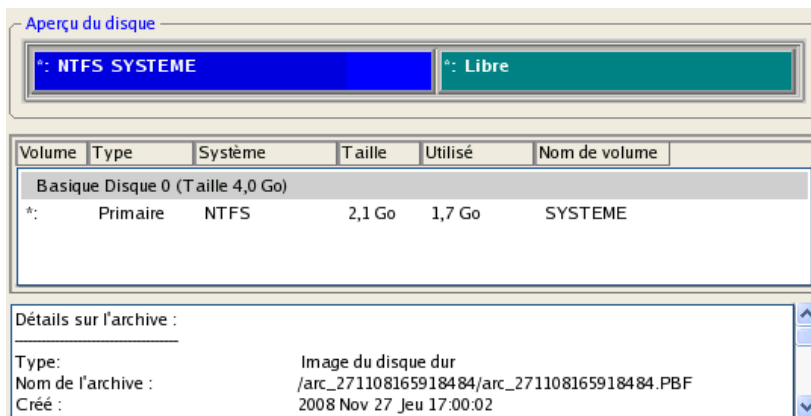 Aperçu du disque
*: NTFS SYSTEME *: Libre
Volume Type Système Taille Utilisé Nom de volume
Basique Disque 0 (Taille 4,0 Go)
*: Primaire NTFS 2,1 Go 1,7 Go SYSTEME
Détails sur l'archive :
----------------------------------
Type: Image du disque dur
Nom de l'archive : /arc_271108165918484/arc_271108165918484.PBF
Créé : 2008 Nov 27 Jeu 17:00:02